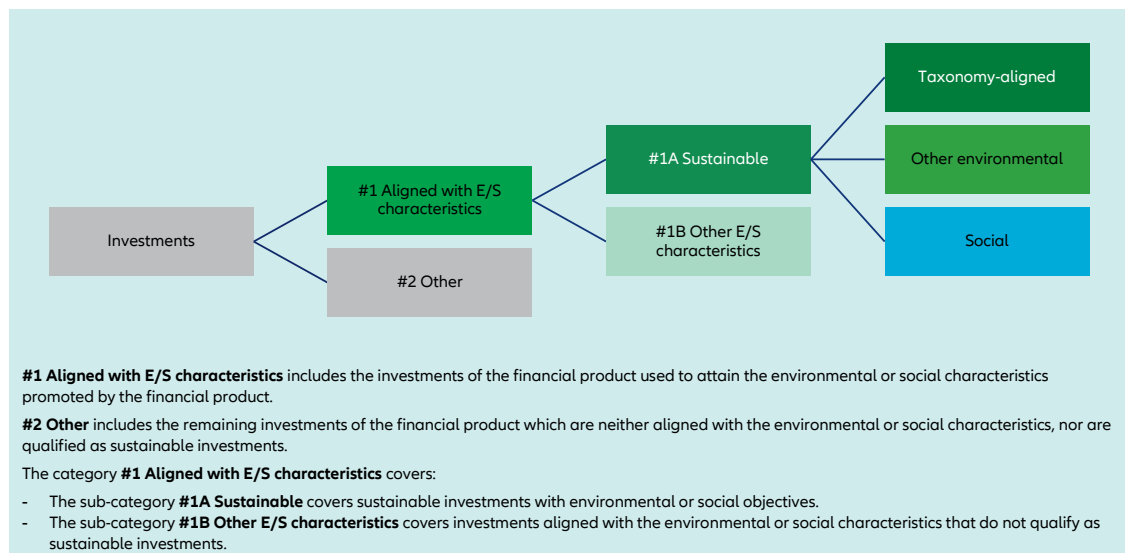 Taxonomy-aligned
#1A Sustainable
Other environmental
#1 Aligned with E/S
characteristics
Investments
#1B Other E/S
characteristics
Social
#2 Other
#1 Aligned with E/S characteristics includes the investments of the financial product used to attain the environmental or social characteristics
promoted by the financial product.
#2 Other includes the remaining investments of the financial product which are neither aligned with the environmental or social characteristics, nor are
qualified as sustainable investments.
The category #1 Aligned with E/S characteristics covers:
- The sub-category #1A Sustainable covers sustainable investments with environmental or social objectives.
- The sub-category #1B Other E/S characteristics covers investments aligned with the environmental or social characteristics that do not qualify as
sustainable investments.